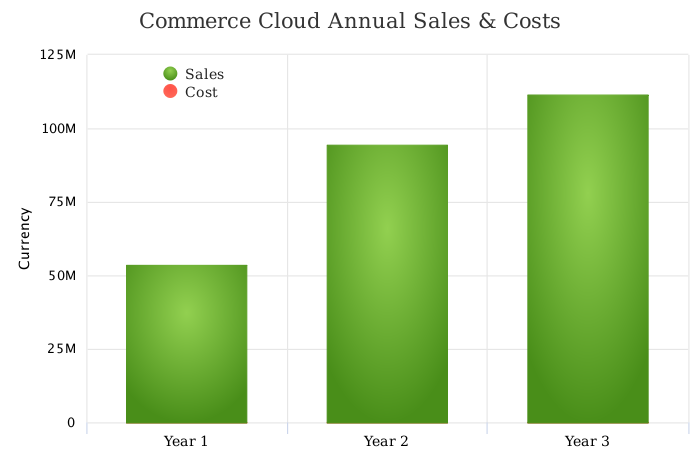 Commerce Cloud Annual Sales & Costs
125M
Sales
Cost
100M
75M
Currency
50M
25M
0
Year 1
Year 2
Year 3